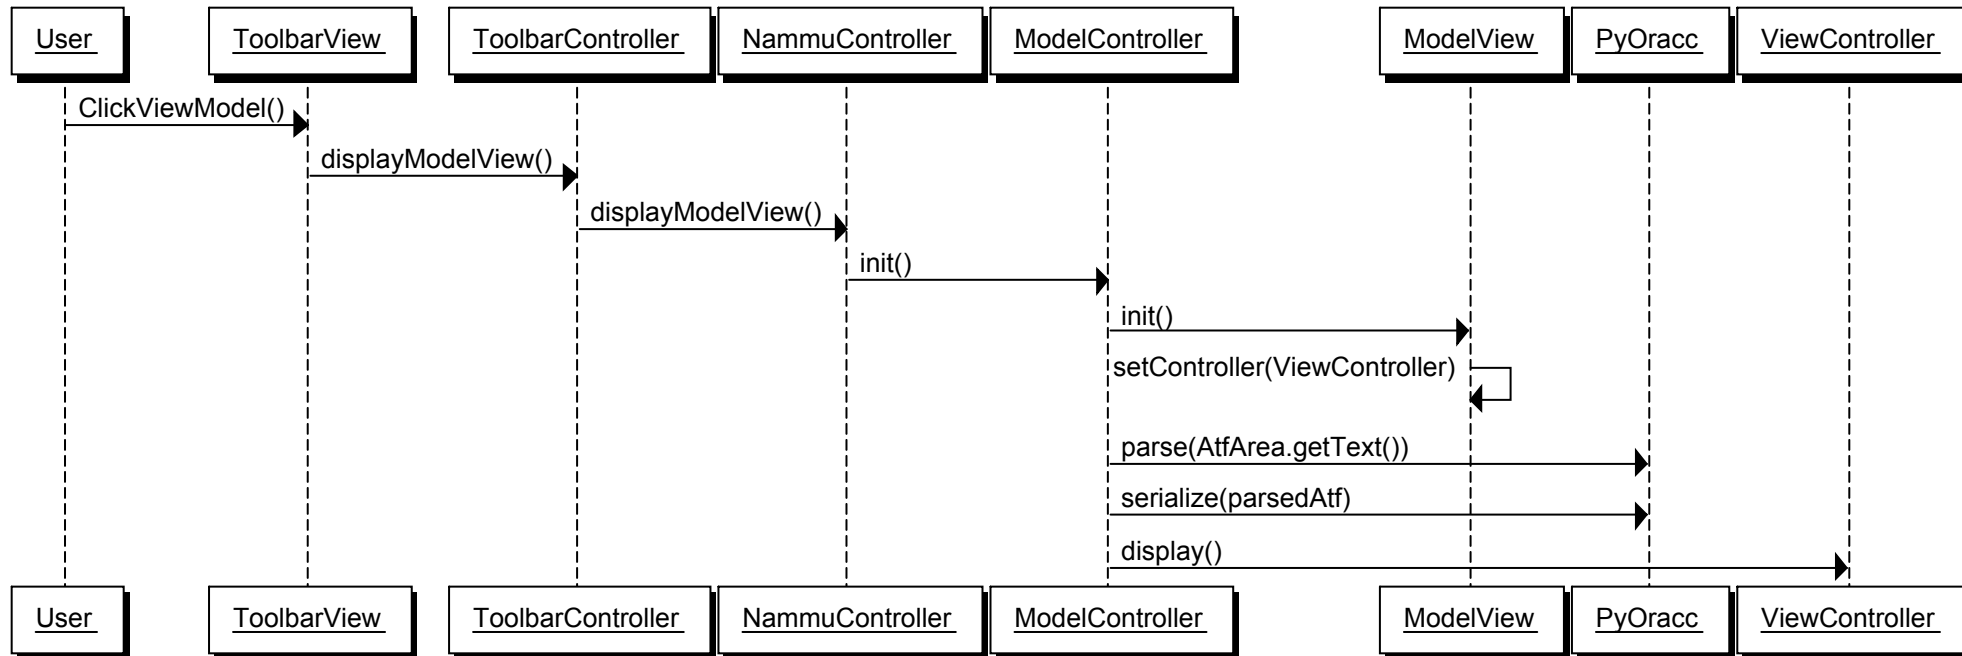 User
ToolbarView
ToolbarController
NammuController
ModelController
ModelView
PyOracc
ViewController
ClickViewModel()
displayModelView()
displayModelView()
init()
init()
setController(ViewController)
parse(AtfArea.getText())
serialize(parsedAtf)
display()
User
ToolbarView
ToolbarController
NammuController
ModelController
ModelView
PyOracc
ViewController